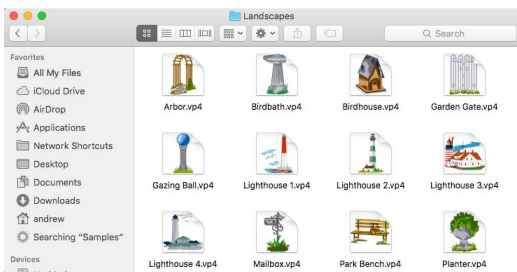 Landscapes
Search
Favorites
All My Files
iCloud Drive
AirDrop
Applications
Network Shortcuts
Desktop
Documents
Downloads
andrew
Searching "Samples"
Devices
Arbor.vp4
Birdbath.vp4
Birdhouse.vp4
Garden Gate.vp4
Gazing Ball.vp4
Lighthouse 1.vp4
Lighthouse 2.vp4
Lighthouse 3.vp4
Lighthouse 4.vp4
Mailbox.vp4
Park Bench.vp4
Planter.vp4